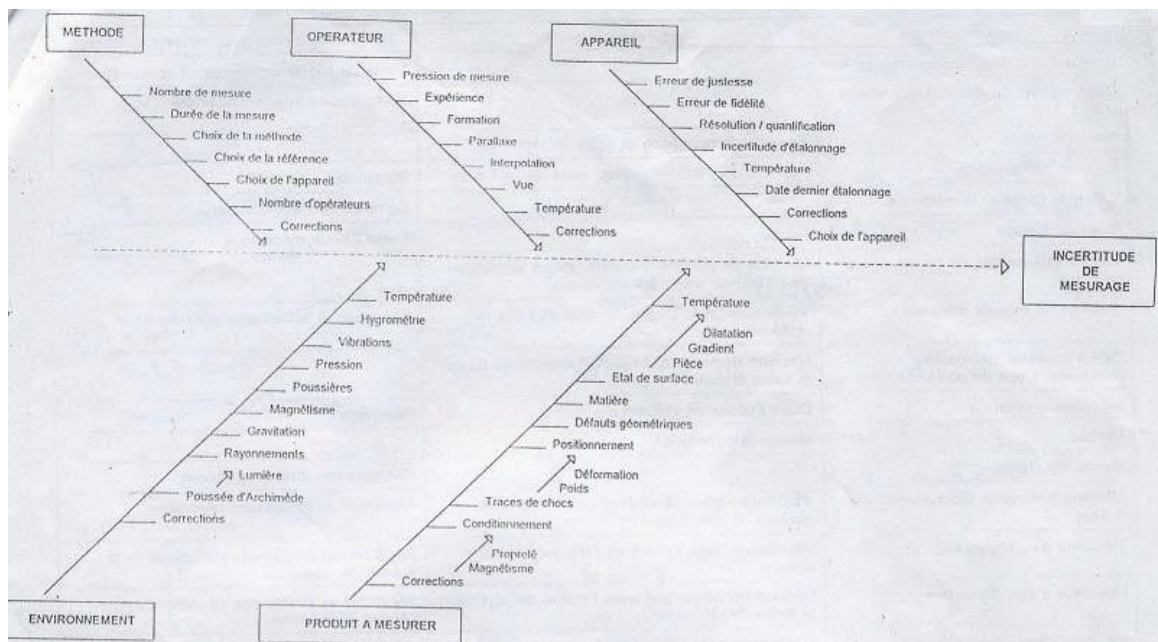 METHODE
Nombre de mesure
Durée de la mesure
Choix de la méthode
Choix de la référence
Choix de l'appareil
Nombre d'opérateurs
Corrections
OPERATEUR
Pression de mesure
Expérience
Formation
Parallaxe
Interpolation
Vue
Température
Corrections
APPAREIL
Erreur de justesse
Erreur de fidélité
Résolution / quantification
Incertitude d'étalonnage
Température
Date dernier étalonnage
Corrections
Choix de l'appareil
INCERTITUDE
DE
MESURAGE
Température
Hygrométrie
Vibrations
Pression
Poussières
Magnétisme
Gravitation
Rayonnements
Lumière
Poussée d'Archimède
Corrections
ENVIRONNEMENT
Température
Dilatation
Gradient
Pièce
Etat de surface
Matière
Défauts géométriques
Positionnement
Déformation
Poids
Traces de chocs
Conditionnement
Propreté
Magnétisme
Corrections
PRODUIT A MESURER